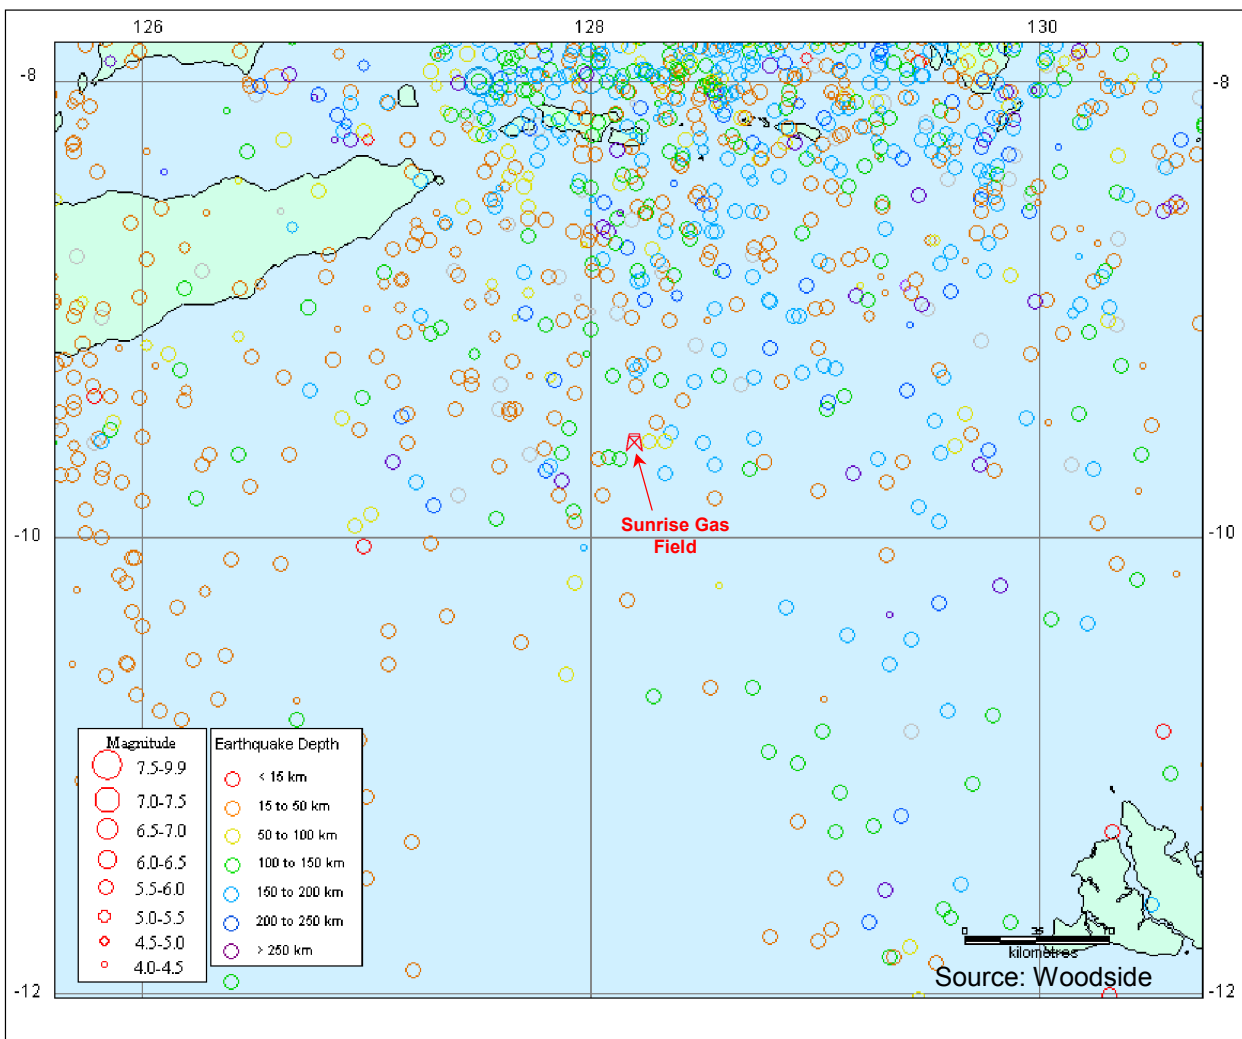 126 128 130
-8 -8
Sunrise Gas
Field
-10 -10
Magnitude
7.5-9.9
7.0-7.5
6.5-7.0
6.0-6.5
5.5-6.0
5.0-5.5
4.5-5.0
4.0-4.5
Earthquake Depth
< 15 km
15 to 50 km
50 to 100 km
100 to 150 km
150 to 200 km
200 to 250 km
> 250 km
0 35 70
kilometres
Source: Woodside
-12 -12